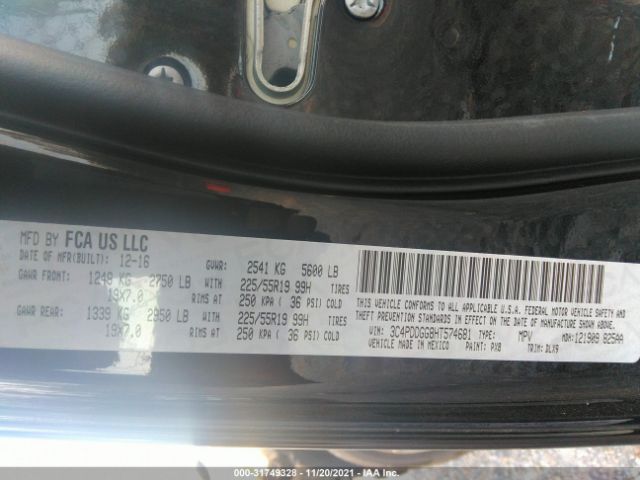 MFD BY FCA US LLC
DATE OF MFR(BUILT): 12-16 GVWR: 2541 KG 5600 LB
GAWR FRONT: 1248 KG 2750 LB WITH 225/55R19 99H TIRES
19X7.0 RIMS AT 250 KPA ( 36 PSI) COLD
GAWR REAR: 1339 KG 2950 LB WITH 225/55R19 99H TIRES
19X7.0 RIMS AT 250 KPA ( 36 PSI) COLD
THIS VEHICLE CONFORMS TO ALL APPLICABLE U.S.A. FEDERAL MOTOR VEHICLE SAFETY AND
THEFT PREVENTION STANDARDS IN EFFECT ON THE DATE OF MANUFACTURE SHOWN ABOVE.
VIN: 3C4PDDGG8HT574681 TYPE: MPV MDH: 121909 825AA
MADE IN MEXICO PAINT: PX8 TRIM: DLX9
000-31749328 - 11/20/2021 - IAA Inc.